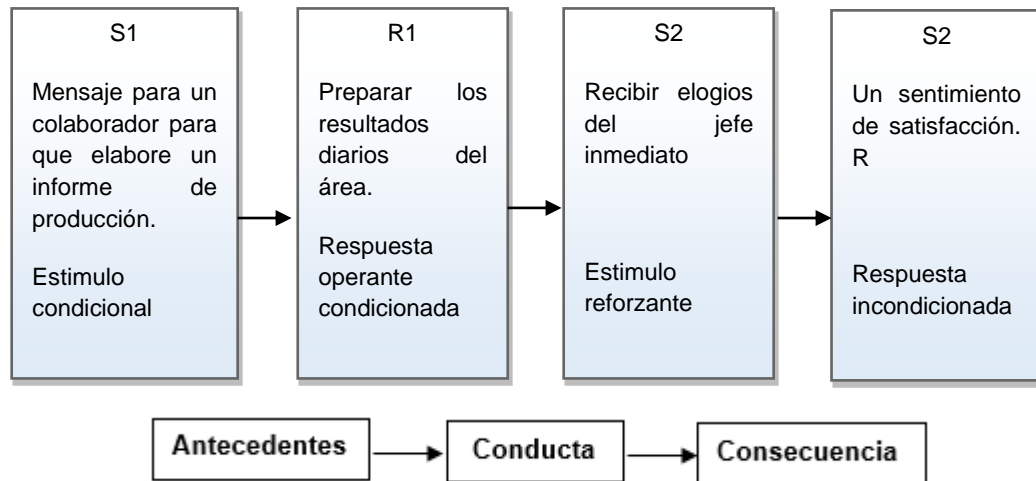 S1
Mensaje para un
colaborador para
que elabore un
informe de
producción.
Estimulo
condicional
R1
Preparar los
resultados
diarios del
área.
Respuesta
operante
condicionada
S2
Recibir elogios
del jefe
inmediato
Estimulo
reforzante
S2
Un sentimiento
de satisfacción.
R
Respuesta
incondicionada
Antecedentes
Conducta
Consecuencia